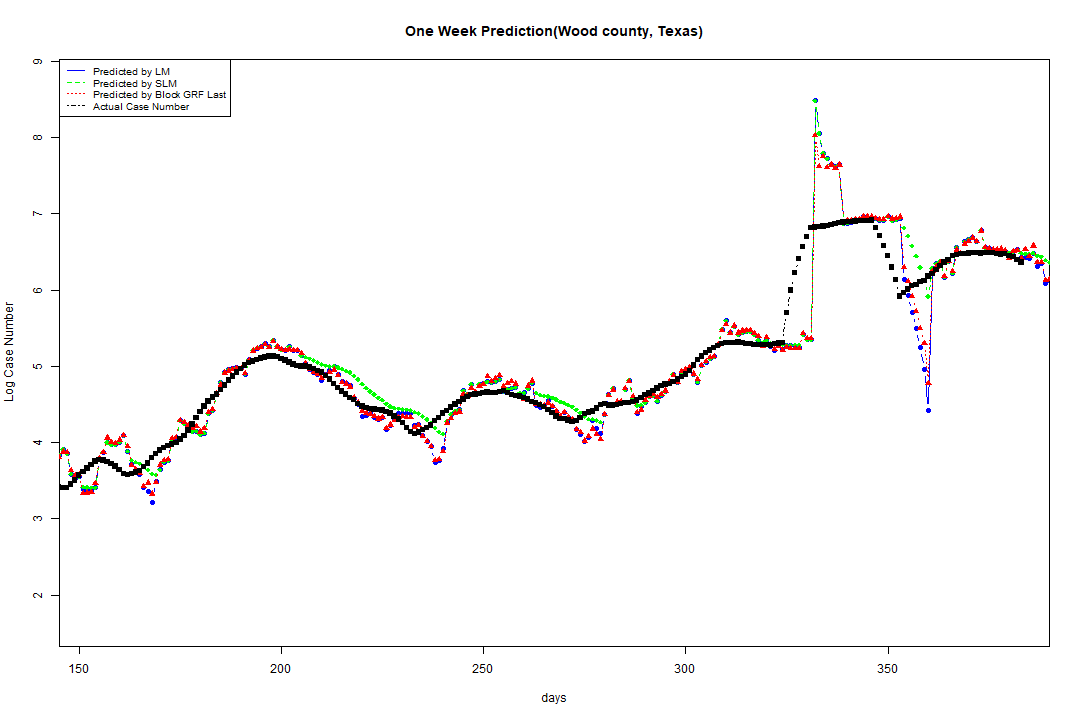 One Week Prediction(Wood county, Texas)
Predicted by LM
Predicted by SLM
Predicted by Block GRF Last
Actual Case Number
9
8
7
6
5
4
3
2
Log Case Number
150 200 250 300 350
days